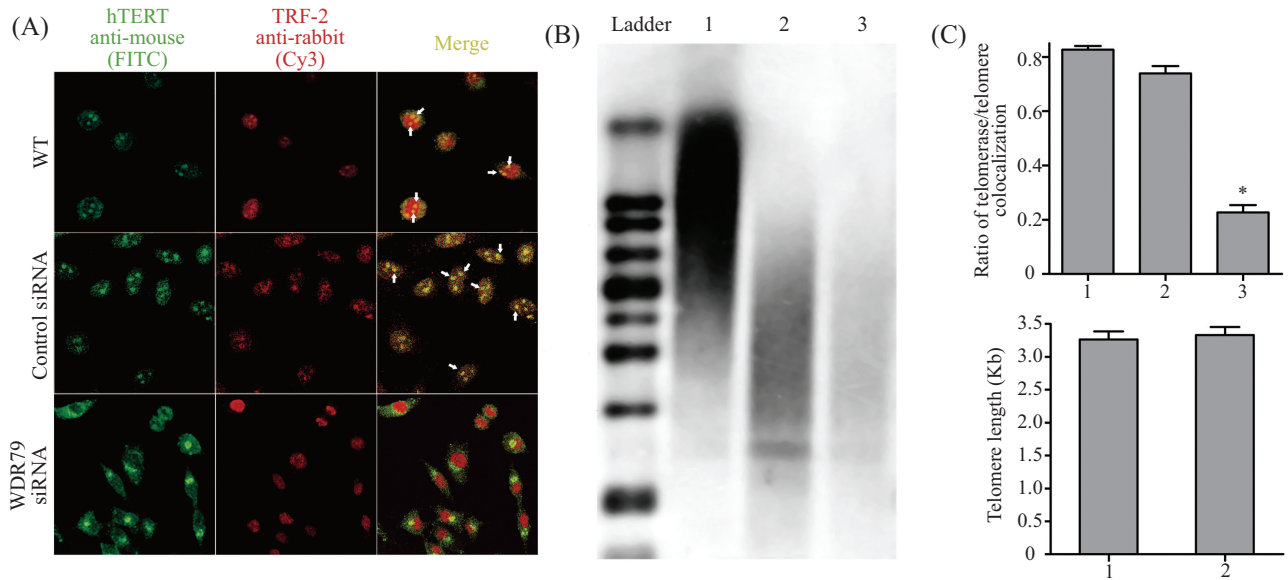 (A)
hTERT
anti-mouse
(FITC)
TRF-2
anti-rabbit
(Cy3)
Merge
WT
Control siRNA
WDR79
siRNA
(B)
Ladder 1 2 3
(C)
Ratio of telomerase/telomer
colocalization
0.8
0.6
0.4
0.2
0
*
1 2 3
Telomere length (Kb)
3.5
3.0
2.5
2.0
1.5
1.0
0.5
0
1 2